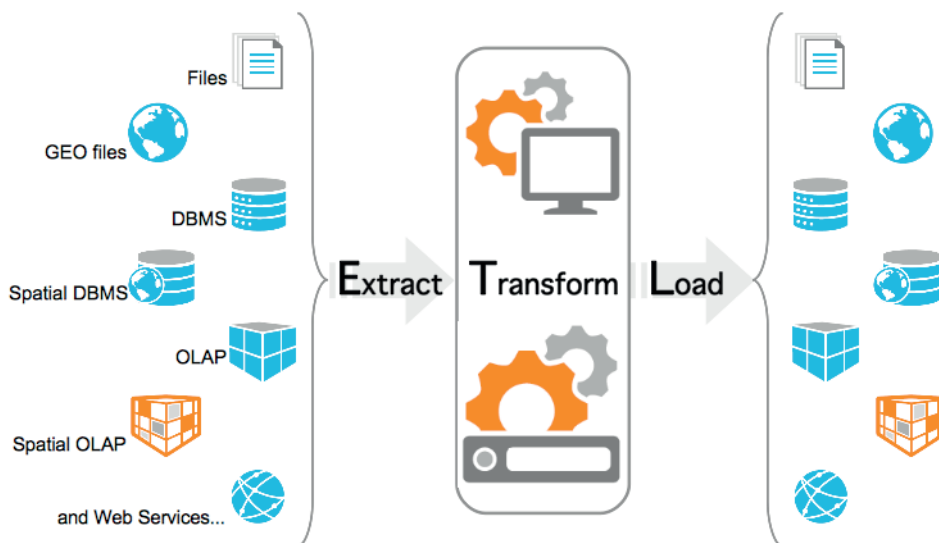 Files
GEO files
DBMS
Spatial DBMS
Extract Transform Load
OLAP
Spatial OLAP
and Web Services...